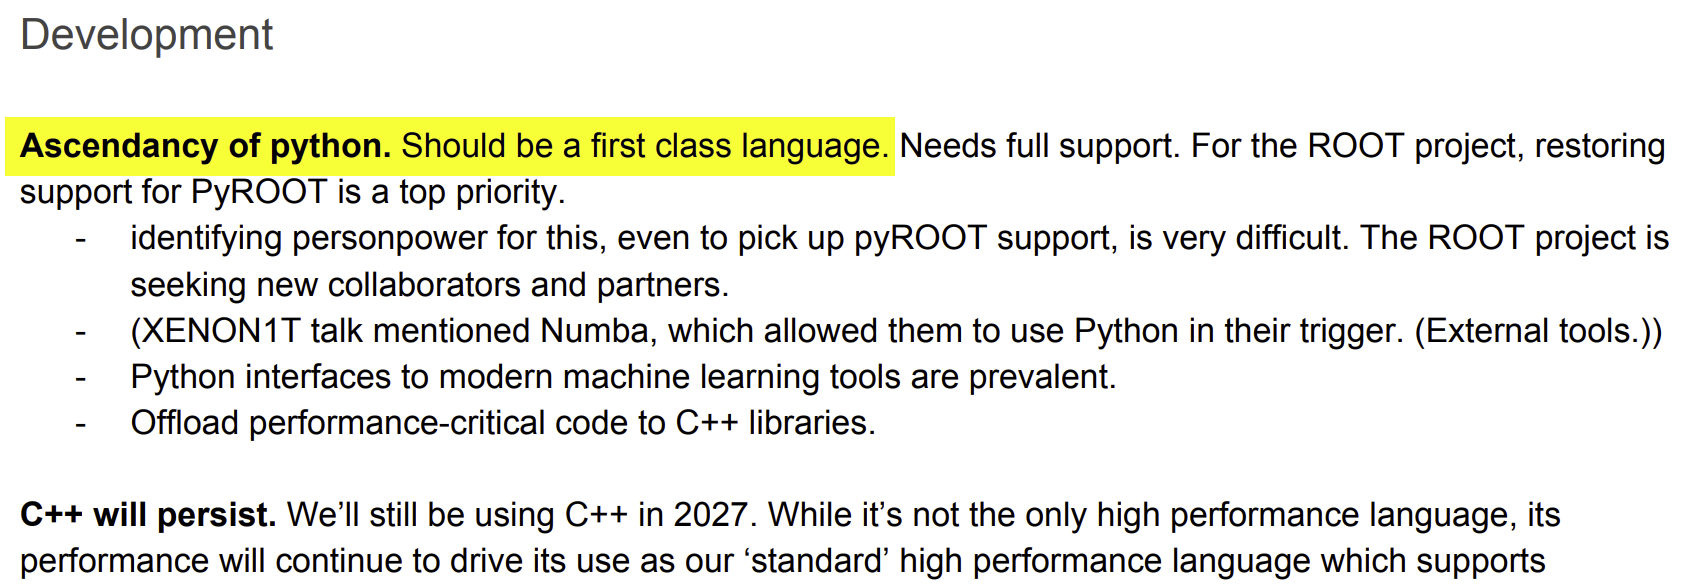 Development
Ascendancy of python. Should be a first class language. Needs full support. For the ROOT project, restoring
support for PyROOT is a top priority.
- identifying personpower for this, even to pick up pyROOT support, is very difficult. The ROOT project is
seeking new collaborators and partners.
- (XENON1T talk mentioned Numba, which allowed them to use Python in their trigger. (External tools.))
- Python interfaces to modern machine learning tools are prevalent.
- Offload performance-critical code to C++ libraries.
C++ will persist. We’ll still be using C++ in 2027. While it’s not the only high performance language, its
performance will continue to drive its use as our ‘standard’ high performance language which supports